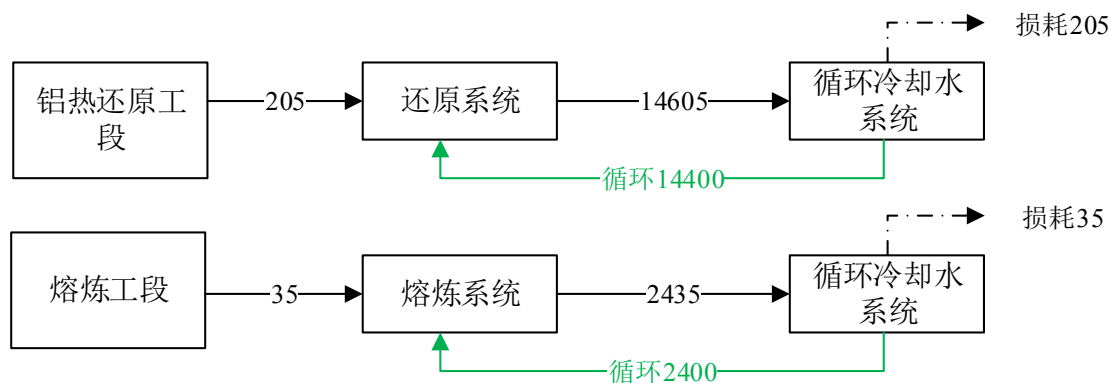 损耗205
铝热还原工
段
205
还原系统
14605
循环冷却水
系统
循环14400
损耗35
熔炼工段
35
熔炼系统
2435
循环冷却水
系统
循环2400